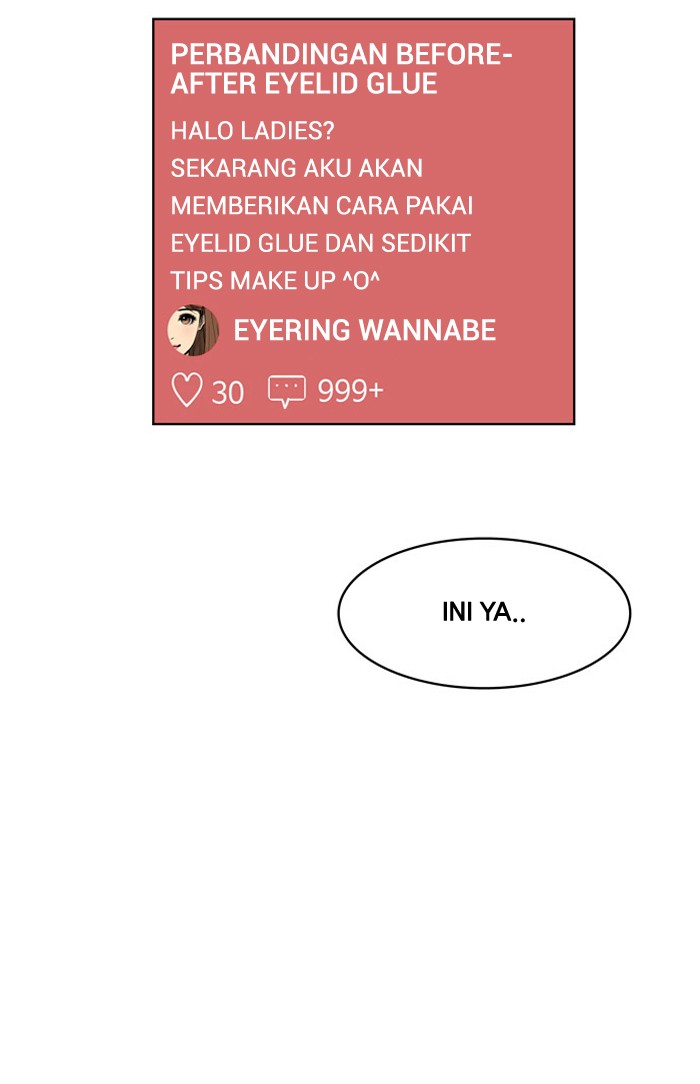 PERBANDINGAN BEFORE-
AFTER EYELID GLUE
HALO LADIES?
SEKARANG AKU AKAN
MEMBERIKAN CARA PAKAI
EYELID GLUE DAN SEDIKIT
TIPS MAKE UP ^O^
EYERING WANNABE
30 999+
INI YA..